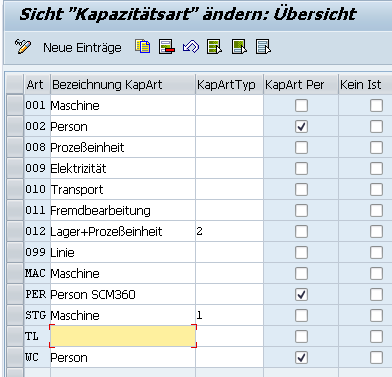 Sicht "Kapazitätsart" ändern: Übersicht
Neue Einträge
Art Bezeichnung KapArt KapArtTyp KapArt Per Kein Ist
001 Maschine
002 Person
008 Prozeßeinheit
009 Elektrizität
010 Transport
011 Fremdbearbeitung
012 Lager+Prozeßeinheit 2
099 Linie
MAC Maschine
PER Person SCM360
STG Maschine 1
TL
WC Person